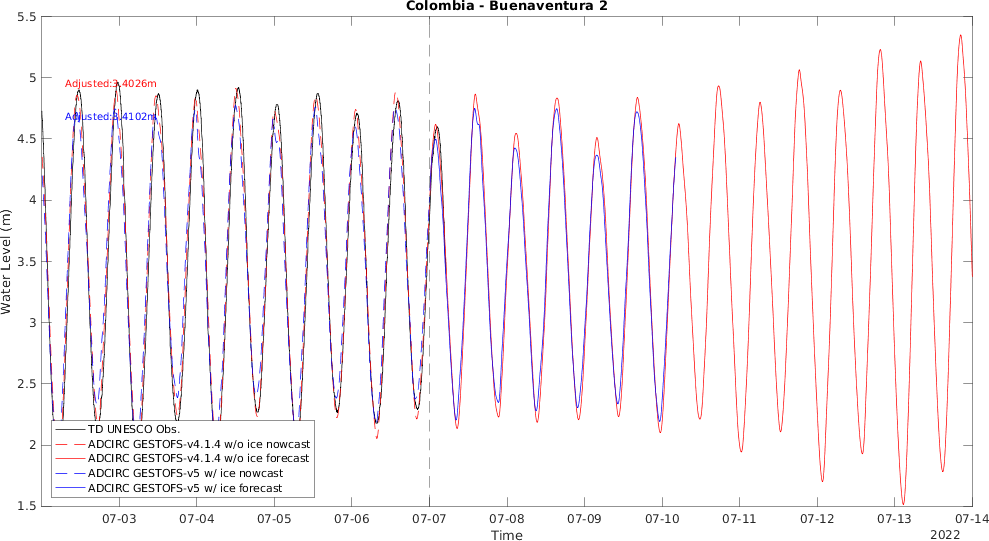 Colombia - Buenaventura 2
5.5
5
4.5
4
3.5
3
2.5
2
1.5
Water Level (m)
Adjusted:3.4026m
Adjusted:3.4102m
TD UNESCO Obs.
ADCIRC GESTOFS-v4.1.4 w/o ice nowcast
ADCIRC GESTOFS-v4.1.4 w/o ice forecast
ADCIRC GESTOFS-v5 w/ ice nowcast
ADCIRC GESTOFS-v5 w/ ice forecast
07-03 07-04 07-05 07-06 07-07 07-08 07-09 07-10 07-11 07-12 07-13 07-14
Time
2022